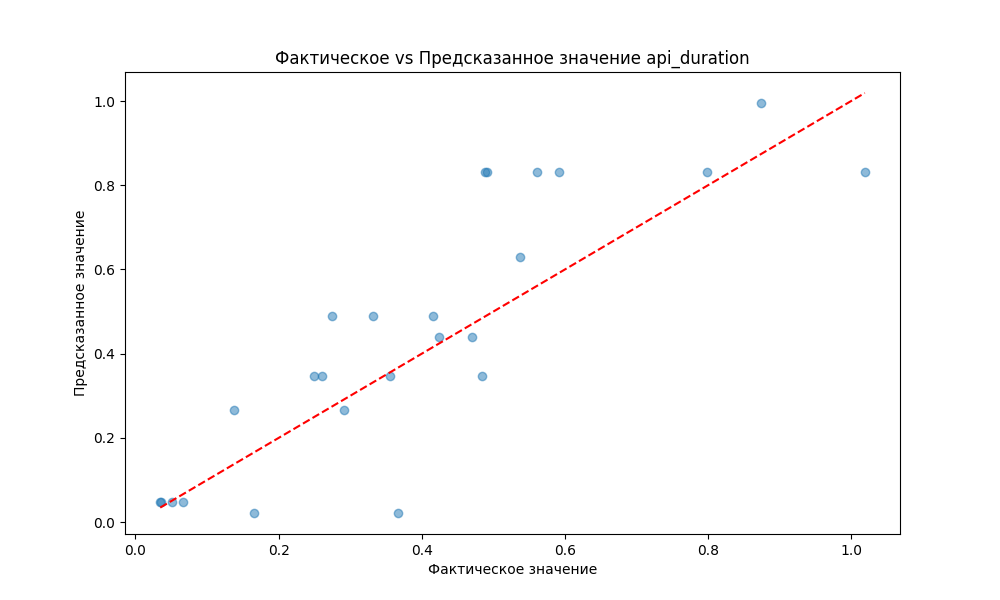 Фактическое vs Предсказанное значение api_duration
Предсказанное значение
1.0
0.8
0.6
0.4
0.2
0.0
0.0 0.2 0.4 0.6 0.8 1.0
Фактическое значение